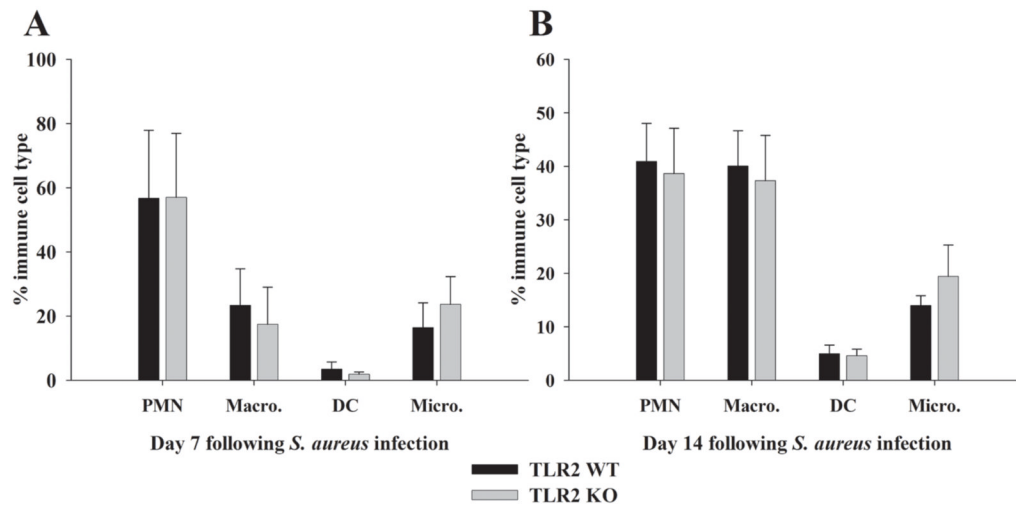 A
B
% immune cell type
100
80
60
40
20
0
PMN Macro. DC Micro.
Day 7 following S. aureus infection
% immune cell type
60
50
40
30
20
10
0
PMN Macro. DC Micro.
Day 14 following S. aureus infection
TLR2 WT
TLR2 KO